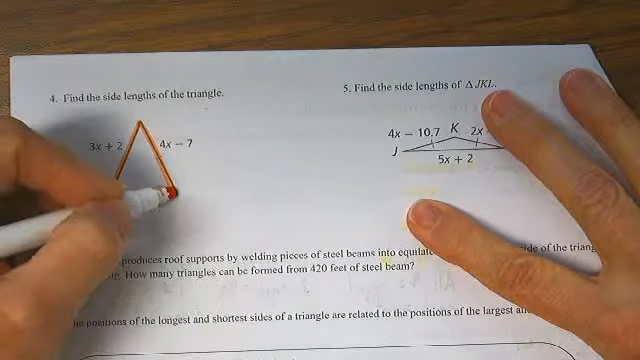 4. Find the side lengths of the triangle.
3x + 2
4x − 7
5. Find the side lengths of △JKL.
4x − 10.7
K
2x
J
5x + 2
produces roof supports by welding pieces of steel beams into equilate
side of the triang
How many triangles can be formed from 420 feet of steel beam?
he positions of the longest and shortest sides of a triangle are related to the positions of the largest an